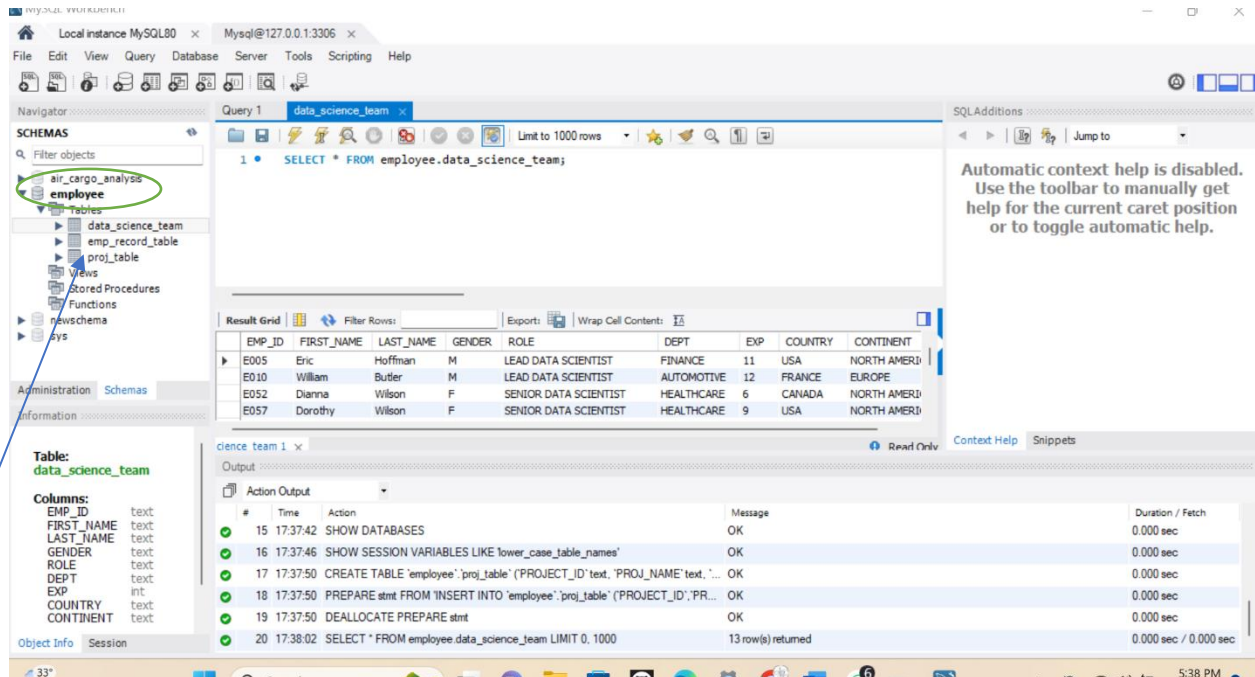 MySQL Workbench
Local instance MySQL80 × Mysql@127.0.0.1:3306 ×
File Edit View Query Database Server Tools Scripting Help
Navigator
SCHEMAS
Filter objects
air_cargo_analysis
employee
Tables
data_science_team
emp_record_table
proj_table
Views
Stored Procedures
Functions
newschema
sys
Administration Schemas
Information
Table:
data_science_team
Columns:
EMP_ID text
FIRST_NAME text
LAST_NAME text
GENDER text
ROLE text
DEPT text
EXP int
COUNTRY text
CONTINENT text
Object Info Session
Query 1 data_science_team ×
Limit to 1000 rows
1 SELECT * FROM employee.data_science_team;
Result Grid Filter Rows: Export: Wrap Cell Content:
EMP_ID FIRST_NAME LAST_NAME GENDER ROLE DEPT EXP COUNTRY CONTINENT
E005 Eric Hoffman M LEAD DATA SCIENTIST FINANCE 11 USA NORTH AMERI
E010 William Butler M LEAD DATA SCIENTIST AUTOMOTIVE 12 FRANCE EUROPE
E052 Dianna Wilson F SENIOR DATA SCIENTIST HEALTHCARE 6 CANADA NORTH AMERI
E057 Dorothy Wilson F SENIOR DATA SCIENTIST HEALTHCARE 9 USA NORTH AMERI
cience_team 1 × Read Only
Output
Action Output
# Time Action Message Duration / Fetch
15 17:37:42 SHOW DATABASES OK 0.000 sec
16 17:37:46 SHOW SESSION VARIABLES LIKE 'lower_case_table_names' OK 0.000 sec
17 17:37:50 CREATE TABLE `employee`.`proj_table` (`PROJECT_ID` text, `PROJ_NAME` text, `... OK 0.000 sec
18 17:37:50 PREPARE stmt FROM 'INSERT INTO `employee`.`proj_table` (`PROJECT_ID`,`PR... OK 0.000 sec
19 17:37:50 DEALLOCATE PREPARE stmt OK 0.000 sec
20 17:38:02 SELECT * FROM employee.data_science_team LIMIT 0, 1000 13 row(s) returned 0.000 sec / 0.000 sec
SQLAdditions
Jump to
Automatic context help is disabled.
Use the toolbar to manually get
help for the current caret position
or to toggle automatic help.
Context Help Snippets
33°
6
5:38 PM